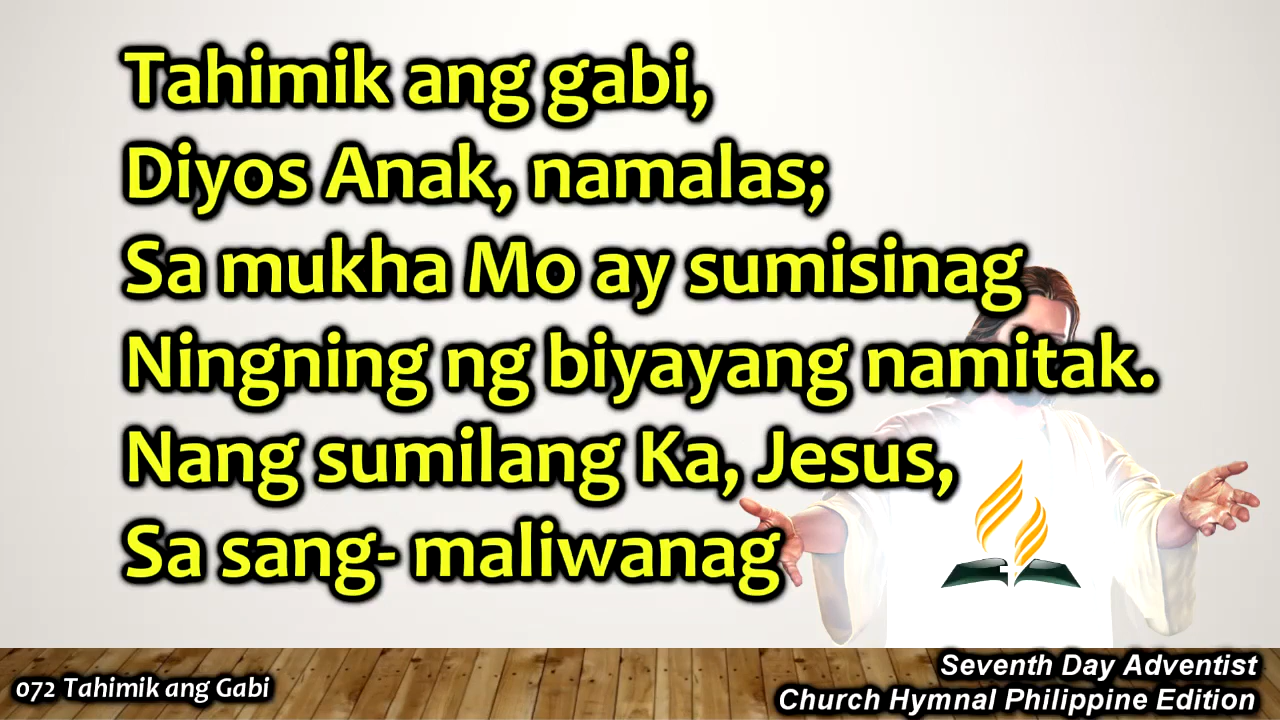 Tahimik ang gabi,
Diyos Anak, namalas;
Sa mukha Mo ay sumisinag
Ningning ng biyayang namitak.
Nang sumilang Ka, Jesus,
Sa sang- maliwanag
072 Tahimik ang Gabi
Seventh Day Adventist
Church Hymnal Philippine Edition